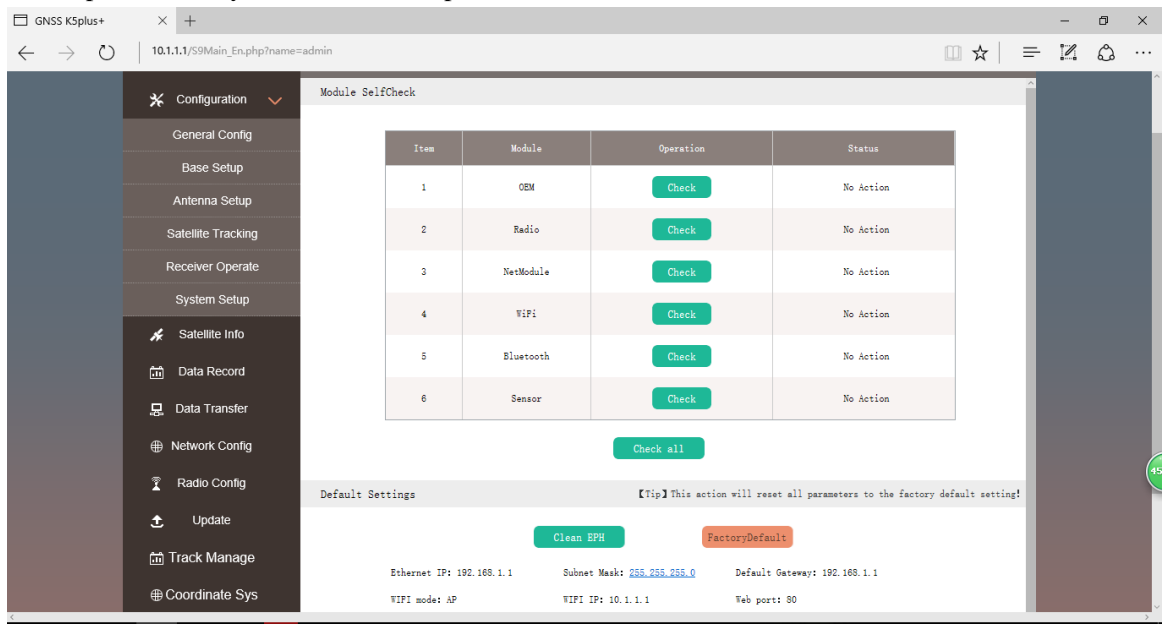 GNSS K5plus+
10.1.1.1/S9Main_En.php?name=admin
Configuration
General Config
Base Setup
Antenna Setup
Satellite Tracking
Receiver Operate
System Setup
Satellite Info
Data Record
Data Transfer
Network Config
Radio Config
Update
Track Manage
Coordinate Sys
Module SelfCheck
Item Module Operation Status
1 OEM Check No Action
2 Radio Check No Action
3 NetModule Check No Action
4 WiFi Check No Action
5 Bluetooth Check No Action
6 Sensor Check No Action
Check all
Default Settings 【Tip】This action will reset all parameters to the factory default setting!
Clean EPH FactoryDefault
Ethernet IP: 192.168.1.1 Subnet Mask: 255.255.255.0 Default Gateway: 192.168.1.1
WIFI mode: AP WIFI IP: 10.1.1.1 Web port: 80
45